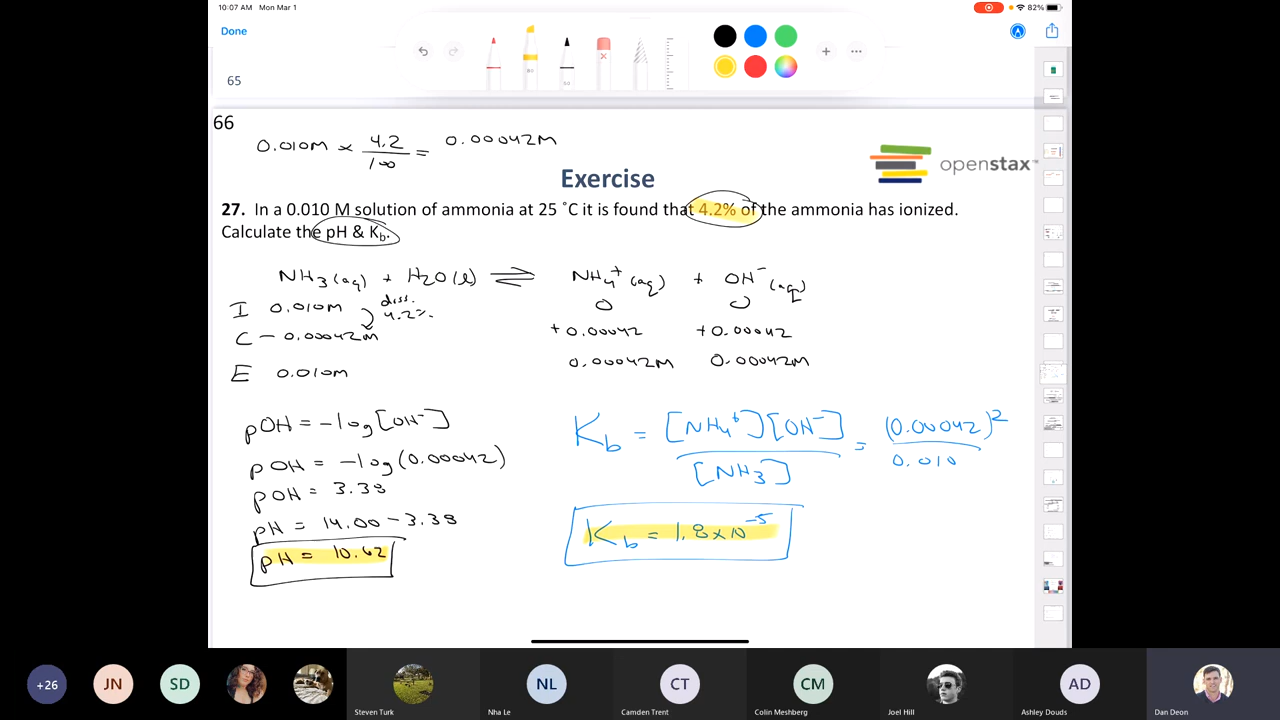 10:07 AM Mon Mar 1
82%
Done
65
66
0.010M × 4.2/100 = 0.00042M
openstax™
Exercise
27. In a 0.010 M solution of ammonia at 25 ˚C it is found that 4.2% of the ammonia has ionized.
Calculate the pH & Kb.
NH3(aq) + H2O(l) ⇌ NH4+(aq) + OH-(aq)
I 0.010M diss. 4.2% 0 0
C - 0.00042M +0.00042 +0.00042
E 0.010M 0.00042M 0.00042M
pOH = -log[OH-]
pOH = -log(0.00042)
pOH = 3.38
pH = 14.00 - 3.38
pH = 10.62
Kb = [NH4+][OH-]/[NH3] = (0.00042)2/0.010
Kb = 1.8×10-5
+26
JN
SD
Steven Turk
NL
Nha Le
CT
Camden Trent
CM
Colin Meshberg
Joel Hill
AD
Ashley Douds
Dan Deon